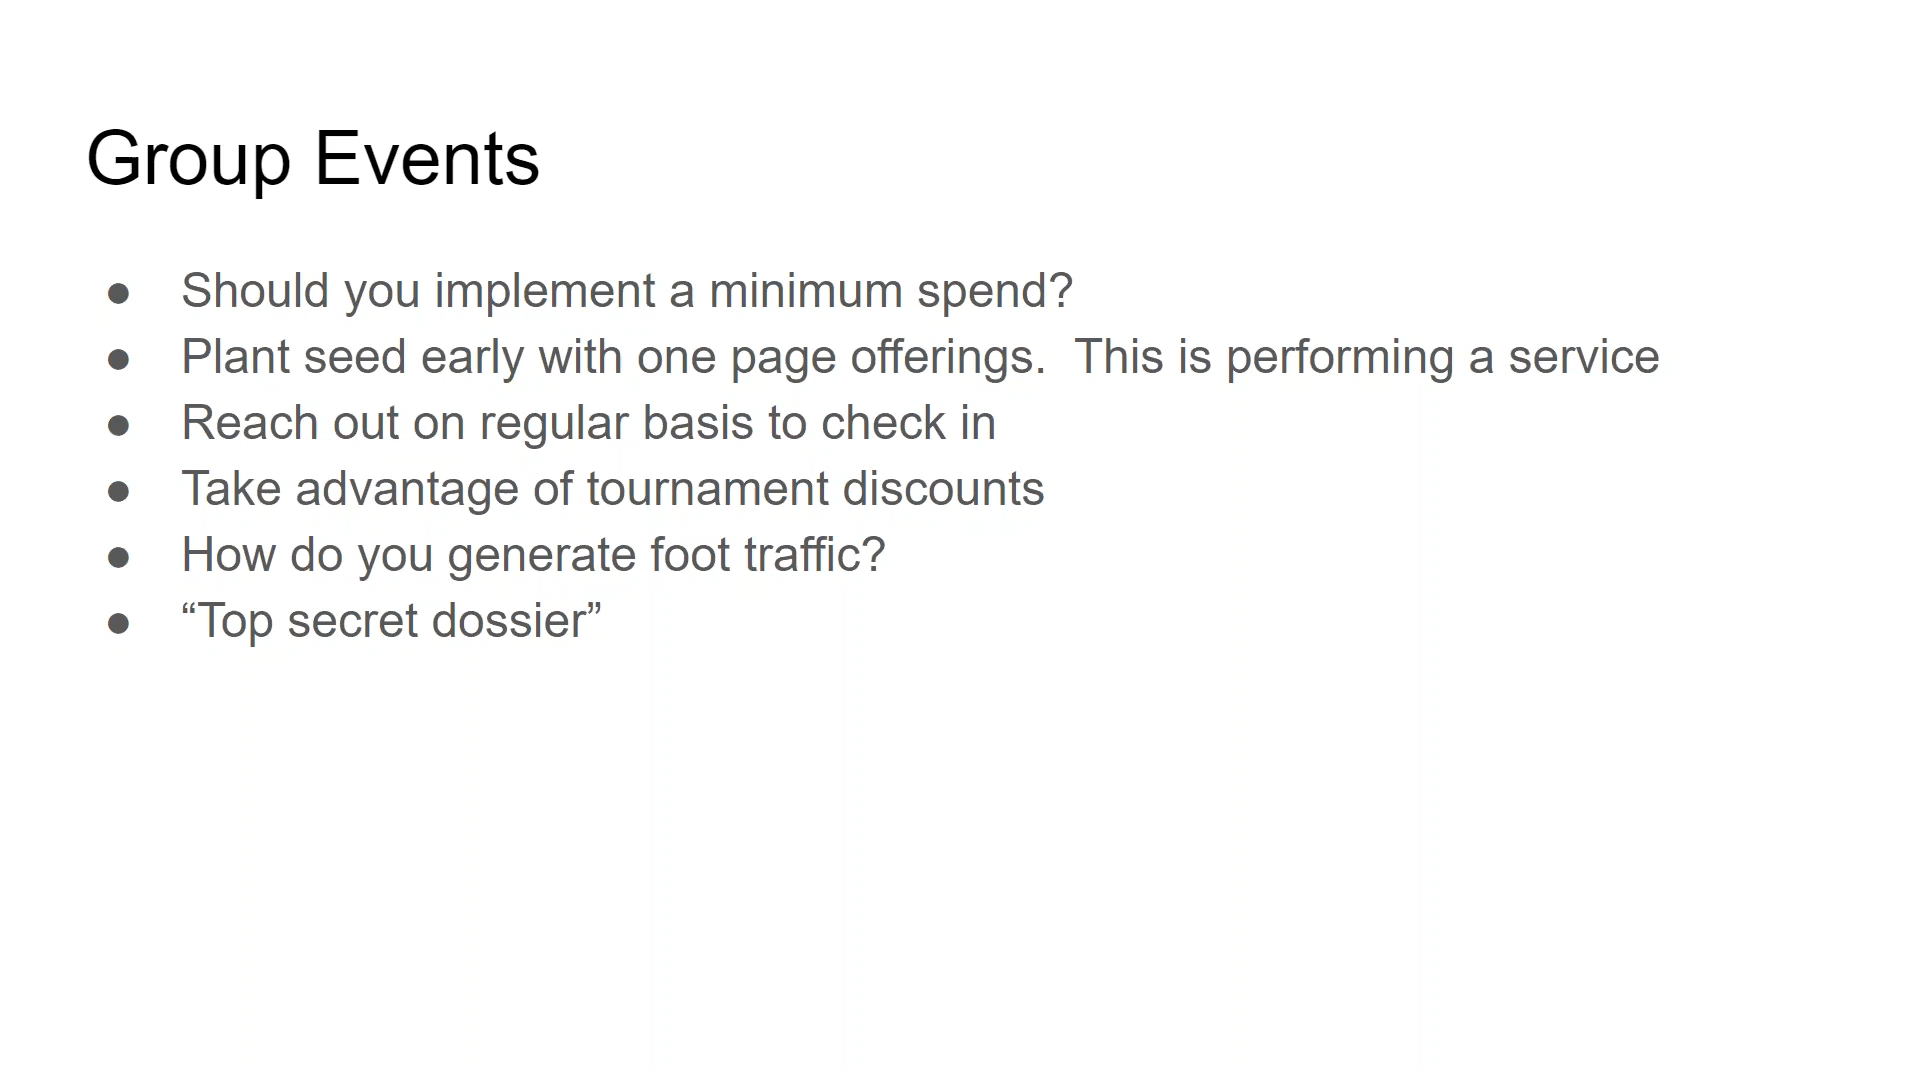 Group Events
● Should you implement a minimum spend?
● Plant seed early with one page offerings.  This is performing a service
● Reach out on regular basis to check in
● Take advantage of tournament discounts
● How do you generate foot traffic?
● “Top secret dossier”